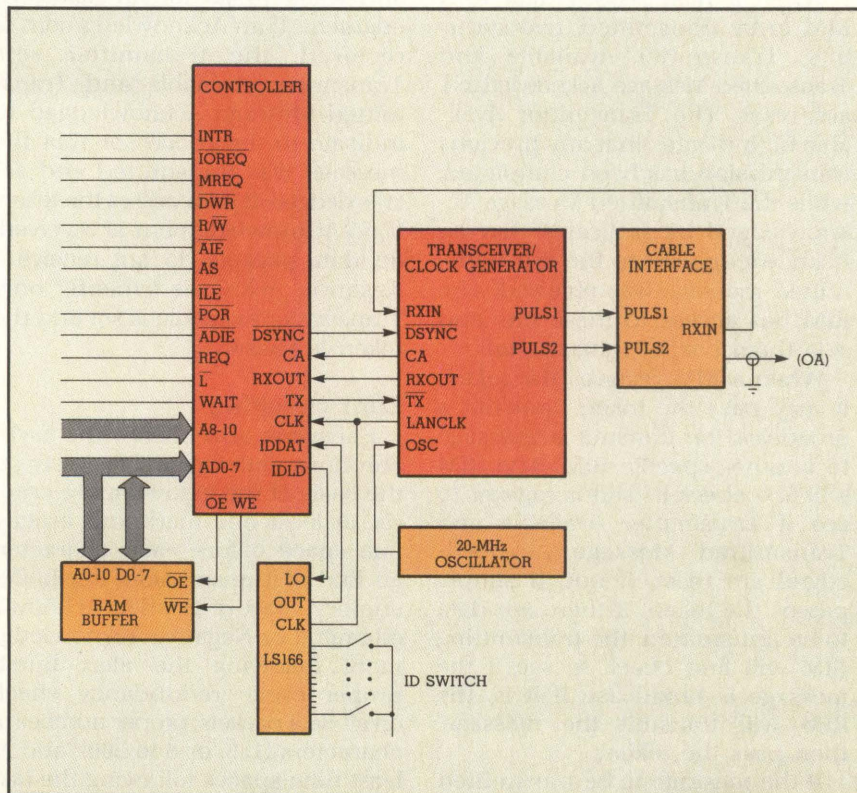 CONTROLLER
INTR
IOREQ
MREQ
DWR
R/W
AIE
AS
ILE
POR
ADIE
REQ
L
WAIT
A8-10
AD0-7
DSYNC
CA
RXOUT
TX
CLK
IDDAT
IDLD
OE WE
TRANSCEIVER/
CLOCK GENERATOR
RXIN
DSYNC
CA
RXOUT
TX
LANCLK
OSC
PULS1
PULS2
CABLE
INTERFACE
PULS1
PULS2
RXIN
(OA)
20-MHz
OSCILLATOR
A0-10 D0-7
OE
WE
RAM
BUFFER
LO
OUT
CLK
LS166
ID SWITCH